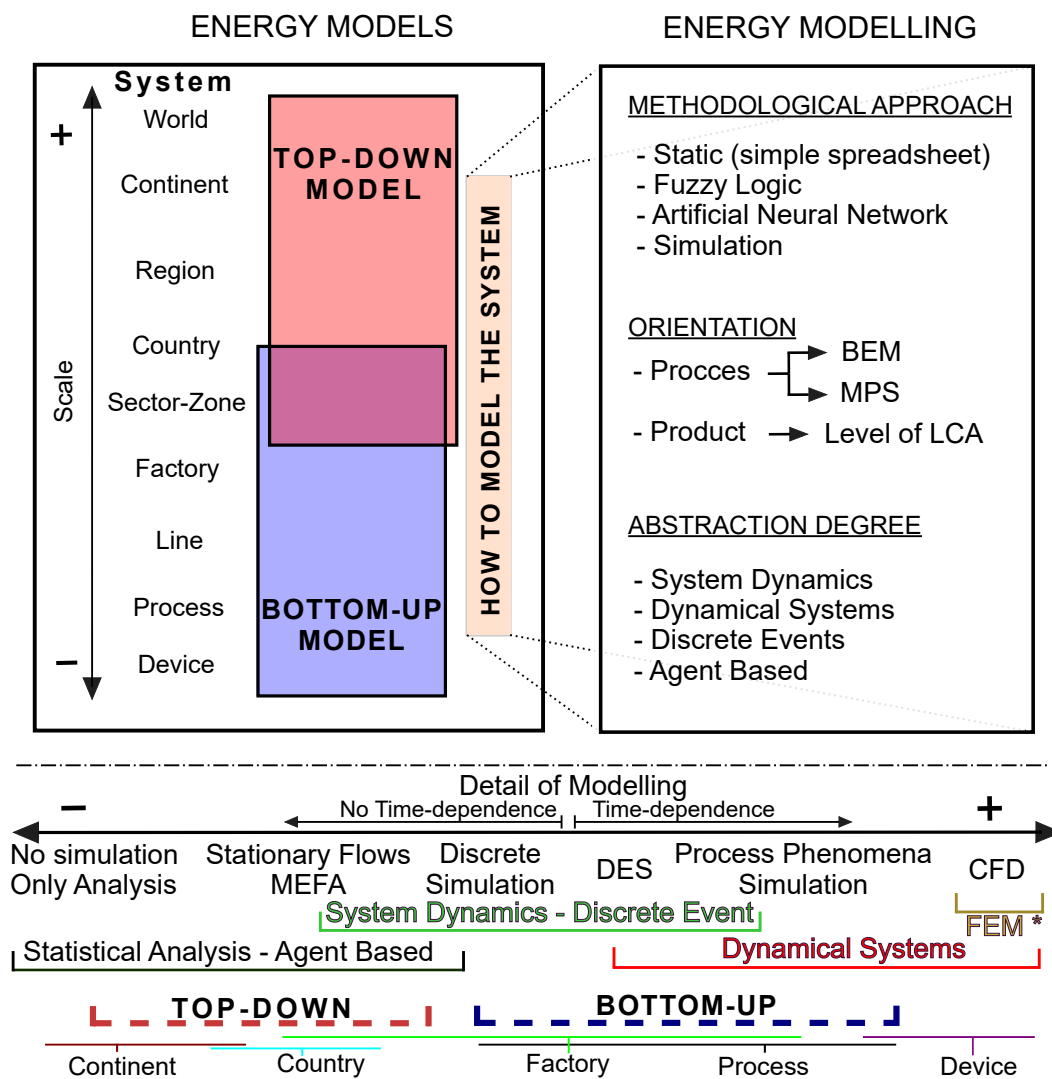 ENERGY MODELS
ENERGY MODELLING
System
World
Continent
Region
Country
Sector-Zone
Factory
Line
Process
Device
+
Scale
−
TOP-DOWN
MODEL
BOTTOM-UP
MODEL
HOW TO MODEL THE SYSTEM
METHODOLOGICAL APPROACH
- Static (simple spreadsheet)
- Fuzzy Logic
- Artificial Neural Network
- Simulation
ORIENTATION
- Procces
BEM
MPS
- Product
Level of LCA
ABSTRACTION DEGREE
- System Dynamics
- Dynamical Systems
- Discrete Events
- Agent Based
Detail of Modelling
−
No Time-dependence
Time-dependence
+
No simulation
Only Analysis
Stationary Flows
MEFA
Discrete
Simulation
DES
Process Phenomena
Simulation
CFD
System Dynamics - Discrete Event
FEM *
Statistical Analysis - Agent Based
Dynamical Systems
TOP-DOWN
BOTTOM-UP
Continent
Country
Factory
Process
Device